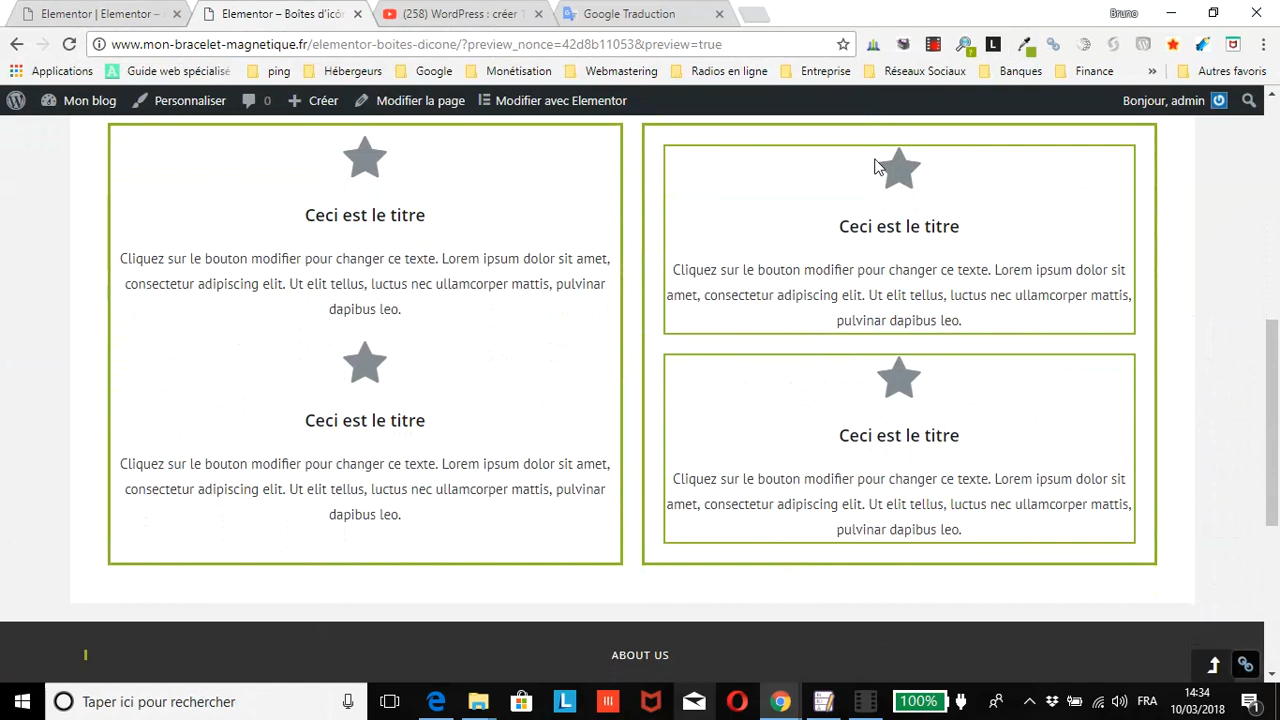 Elementor | Elementor –
Elementor – Boîtes d'icôn
(258) WordPress : créer T
Google Traduction
Bruno
www.mon-bracelet-magnetique.fr/elementor-boites-dicone/?preview_nonce=42d8b11053&preview=true
Applications
Guide web spécialisé
ping
Hébergeurs
Google
Monétisation
Webmastering
Radios en ligne
Entreprise
Réseaux Sociaux
Banques
Finance
»
Autres favoris
Mon blog
Personnaliser
0
Créer
Modifier la page
Modifier avec Elementor
Bonjour, admin
Ceci est le titre
Cliquez sur le bouton modifier pour changer ce texte. Lorem ipsum dolor sit amet,
consectetur adipiscing elit. Ut elit tellus, luctus nec ullamcorper mattis, pulvinar
dapibus leo.
Ceci est le titre
Cliquez sur le bouton modifier pour changer ce texte. Lorem ipsum dolor sit amet,
consectetur adipiscing elit. Ut elit tellus, luctus nec ullamcorper mattis, pulvinar
dapibus leo.
Ceci est le titre
Cliquez sur le bouton modifier pour changer ce texte. Lorem ipsum dolor sit
amet, consectetur adipiscing elit. Ut elit tellus, luctus nec ullamcorper mattis,
pulvinar dapibus leo.
Ceci est le titre
Cliquez sur le bouton modifier pour changer ce texte. Lorem ipsum dolor sit
amet, consectetur adipiscing elit. Ut elit tellus, luctus nec ullamcorper mattis,
pulvinar dapibus leo.
ABOUT US
Taper ici pour rechercher
100%
FRA
14:34
10/03/2018